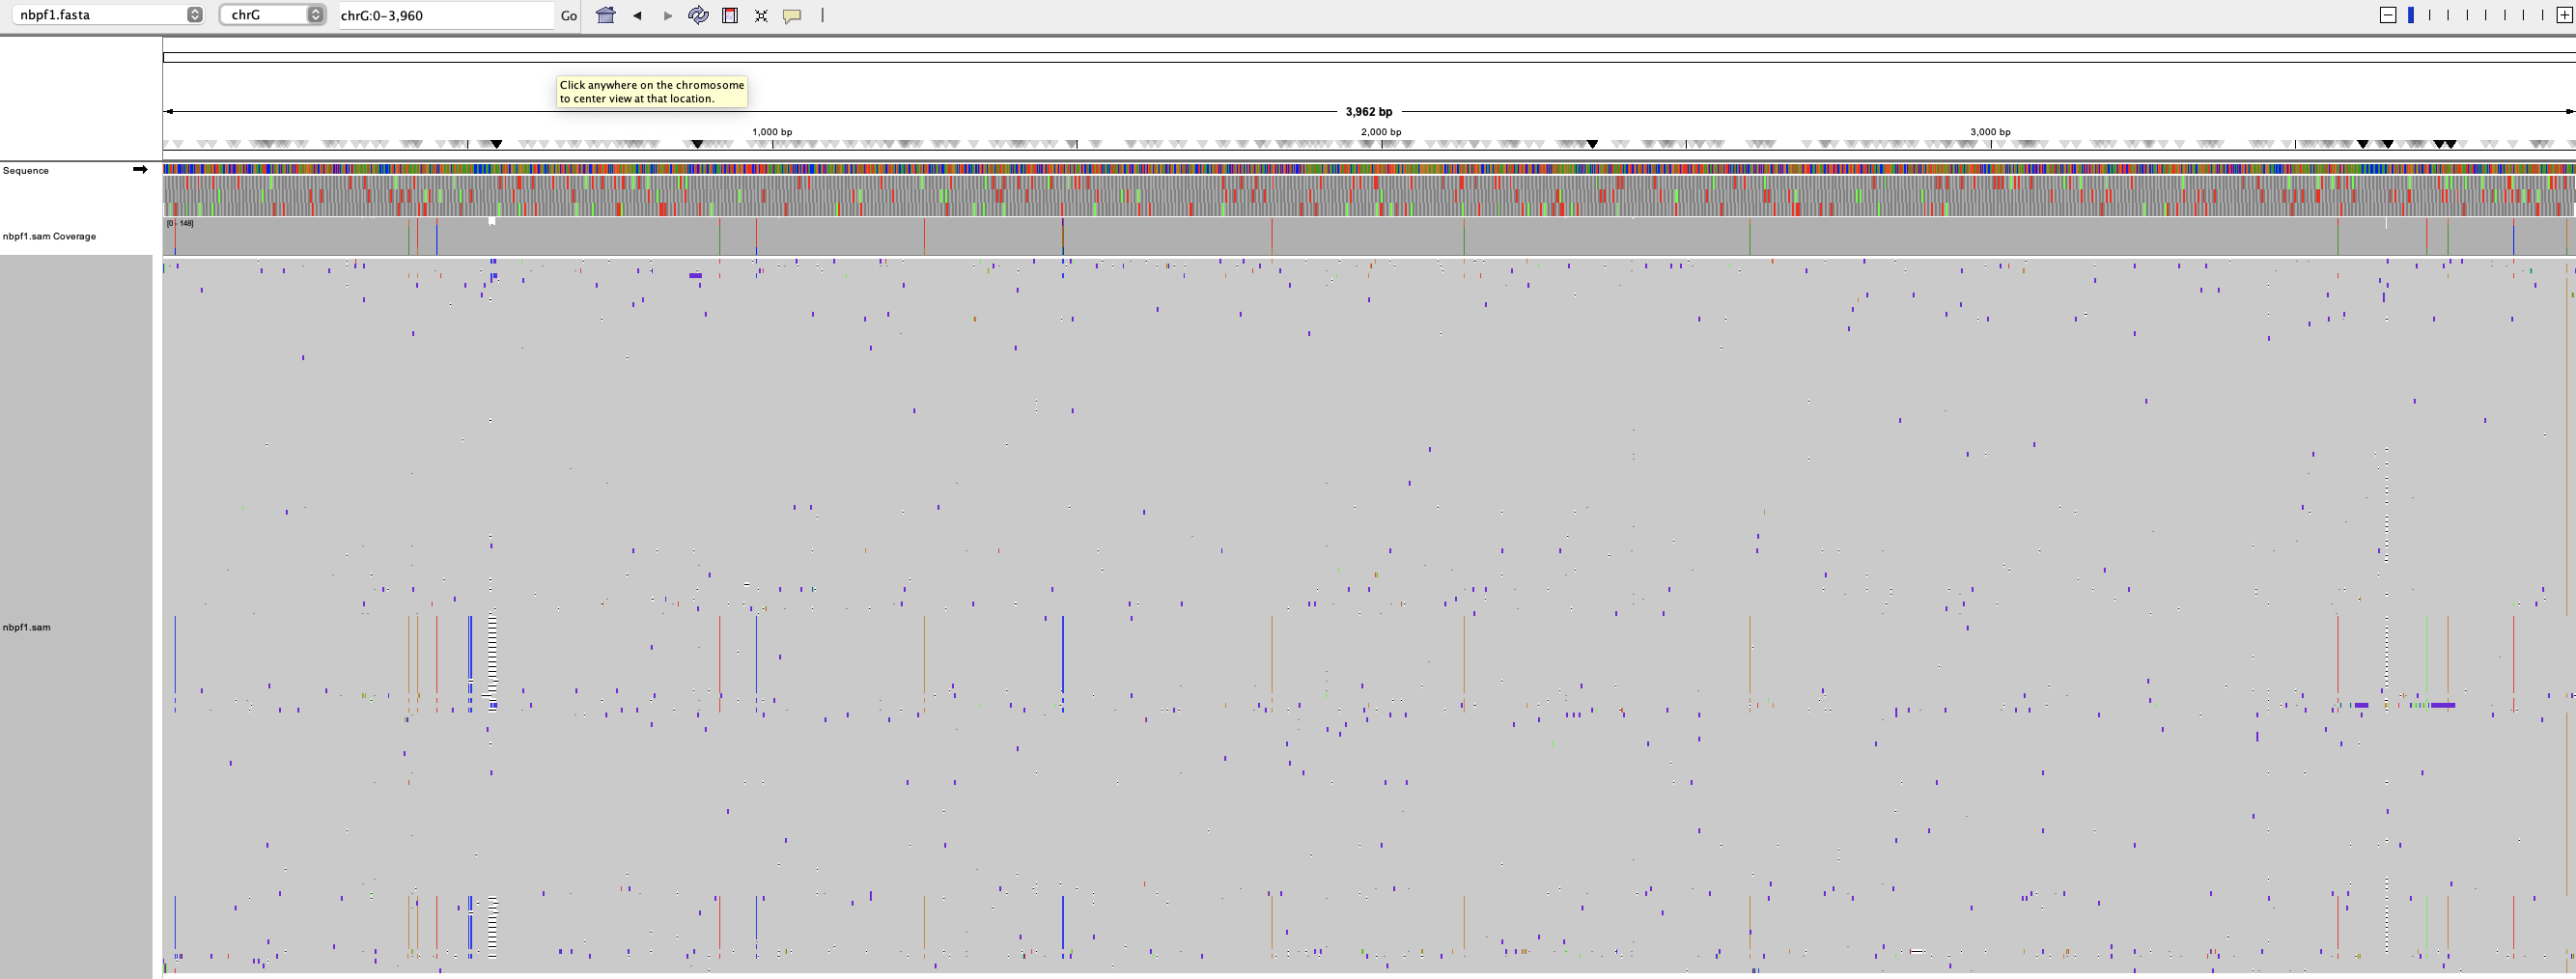 nbpf1.fasta chrG chrG:0-3,960 Go
Click anywhere on the chromosome
to center view at that location.
3,962 bp
1,000 bp 2,000 bp 3,000 bp
Sequence
[0 - 148]
nbpf1.sam Coverage
nbpf1.sam